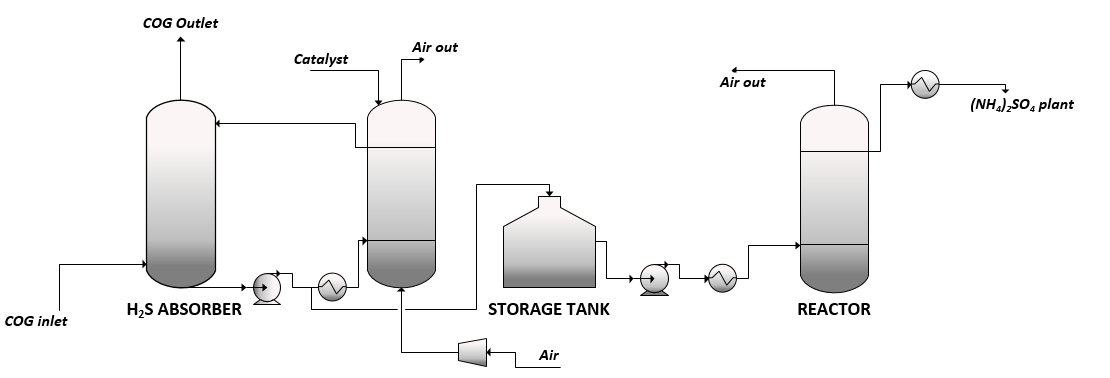 COG Outlet
Catalyst
Air out
Air out
(NH₄)₂SO₄ plant
H₂S ABSORBER
STORAGE TANK
REACTOR
COG inlet
Air